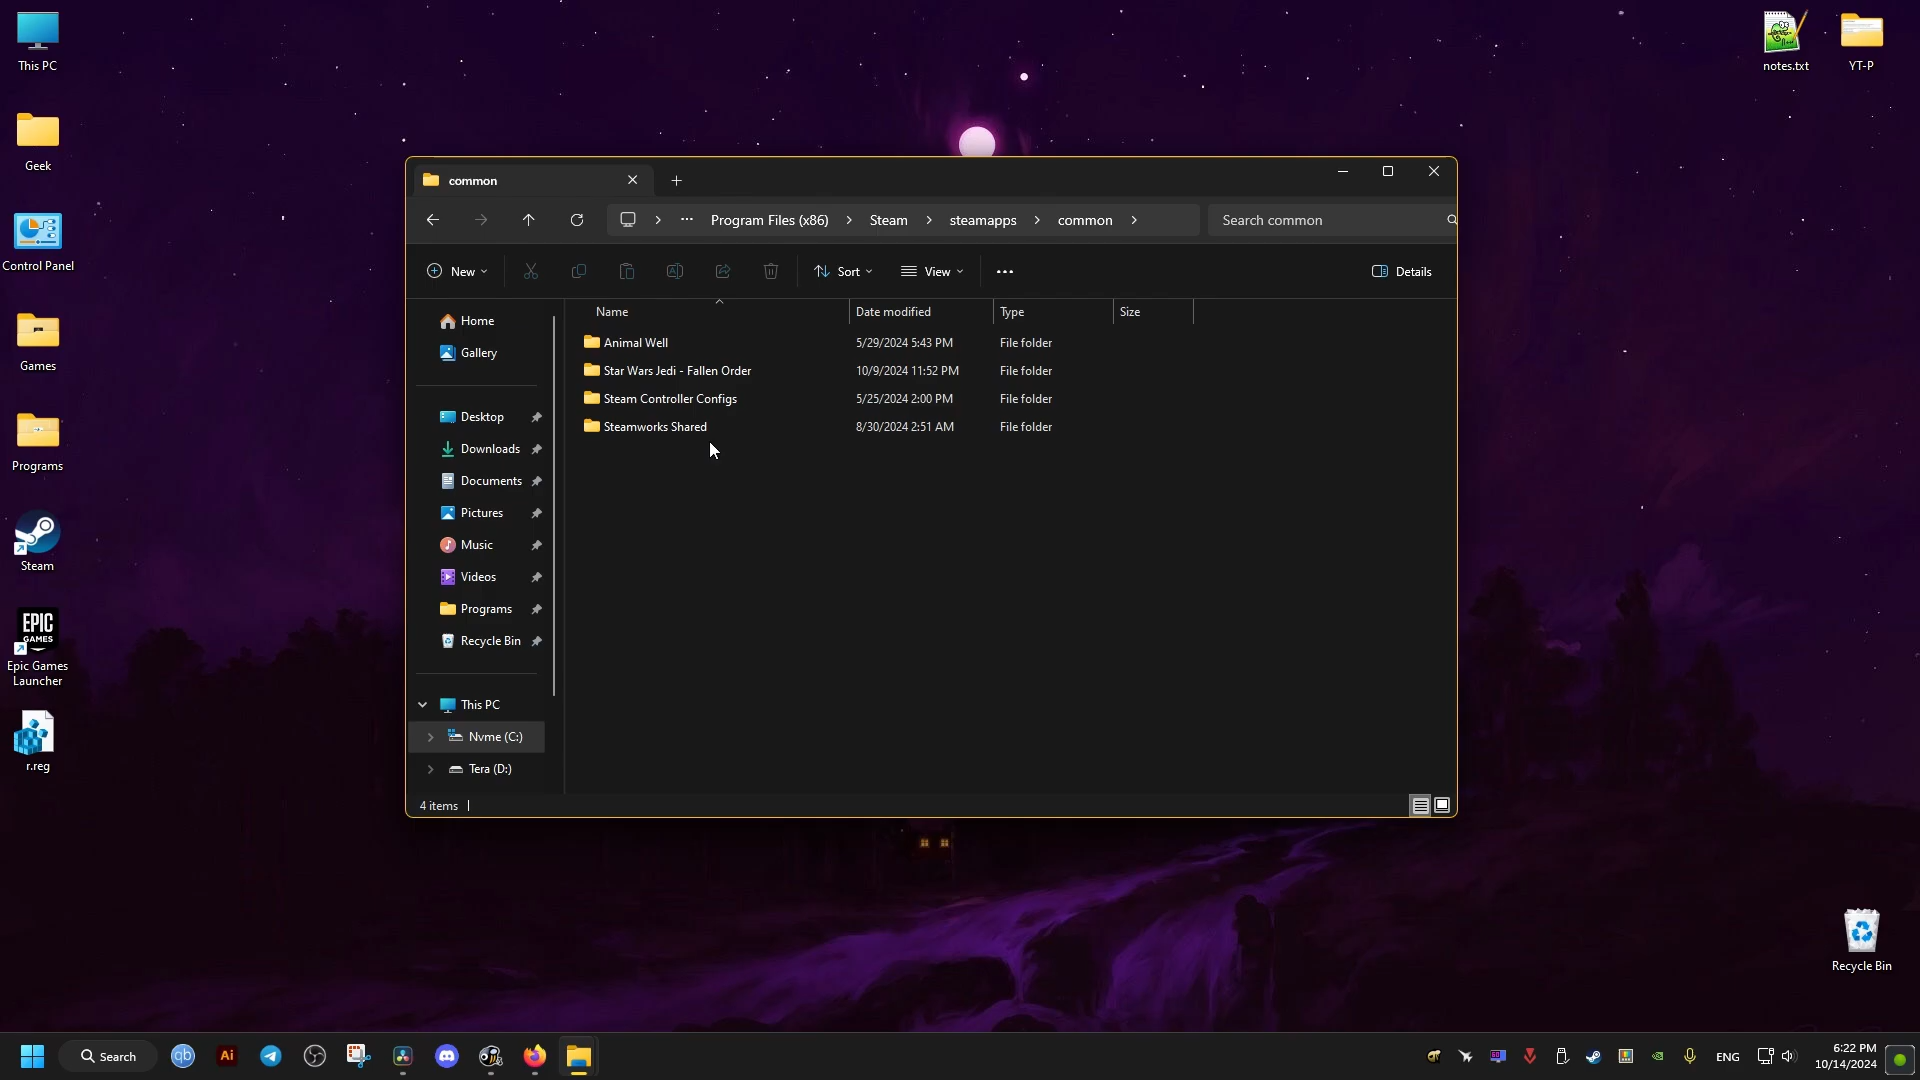 This PC
Geek
Control Panel
Games
Programs
Steam
EPIC
GAMES
Epic Games
Launcher
r.reg
notes.txt
YT-P
Recycle Bin
common
Program Files (x86)
Steam
steamapps
common
Search common
New
Sort
View
Details
Home
Gallery
Desktop
Downloads
Documents
Pictures
Music
Videos
Programs
Recycle Bin
This PC
Nvme (C:)
Tera (D:)
Name Date modified Type Size
Animal Well 5/29/2024 5:43 PM File folder
Star Wars Jedi - Fallen Order 10/9/2024 11:52 PM File folder
Steam Controller Configs 5/25/2024 2:00 PM File folder
Steamworks Shared 8/30/2024 2:51 AM File folder
4 items
Search
qb
Ai
ENG
6:22 PM
10/14/2024